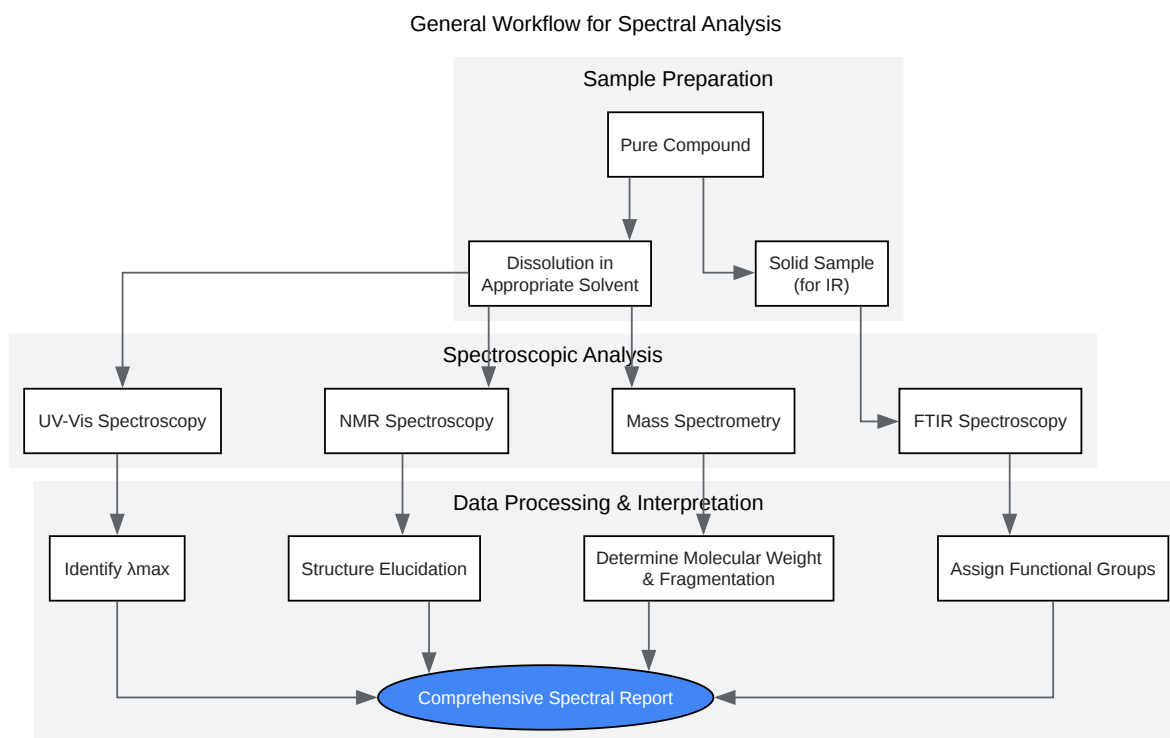 General Workflow for Spectral Analysis
Sample Preparation
Pure Compound
Dissolution in
Appropriate Solvent
Solid Sample
(for IR)
Spectroscopic Analysis
UV-Vis Spectroscopy
NMR Spectroscopy
Mass Spectrometry
FTIR Spectroscopy
Data Processing & Interpretation
Identify λmax
Structure Elucidation
Determine Molecular Weight
& Fragmentation
Assign Functional Groups
Comprehensive Spectral Report